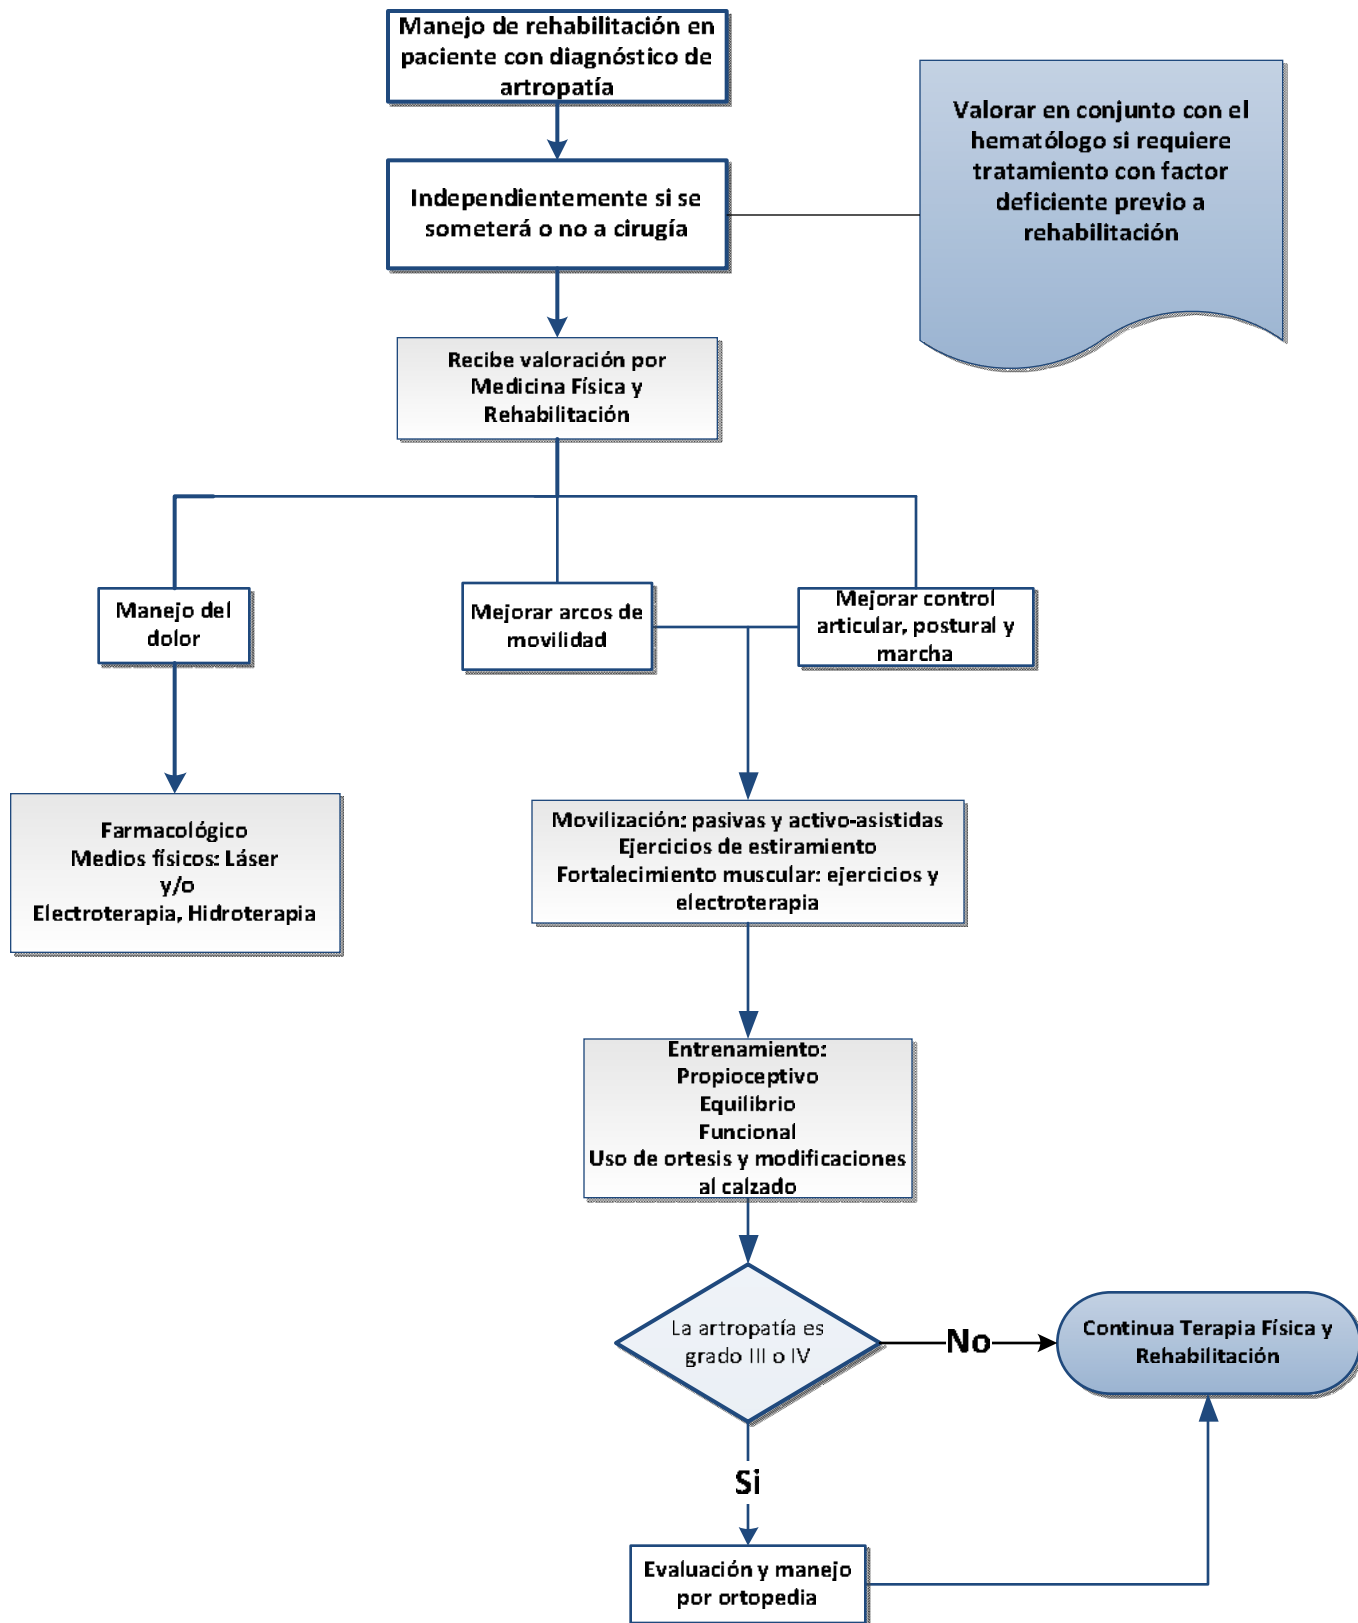 Manejo de rehabilitación en
paciente con diagnóstico de
artropatía
Valorar en conjunto con el
hematólogo si requiere
tratamiento con factor
deficiente previo a
rehabilitación
Independientemente si se
someterá o no a cirugía
Recibe valoración por
Medicina Física y
Rehabilitación
Manejo del
dolor
Mejorar arcos de
movilidad
Mejorar control
articular, postural y
marcha
Farmacológico
Medios físicos: Láser
y/o
Electroterapia, Hidroterapia
Movilización: pasivas y activo-asistidas
Ejercicios de estiramiento
Fortalecimiento muscular: ejercicios y
electroterapia
Entrenamiento:
Propioceptivo
Equilibrio
Funcional
Uso de ortesis y modificaciones
al calzado
La artropatía es
grado III o IV
No
Continua Terapia Física y
Rehabilitación
Si
Evaluación y manejo
por ortopedia